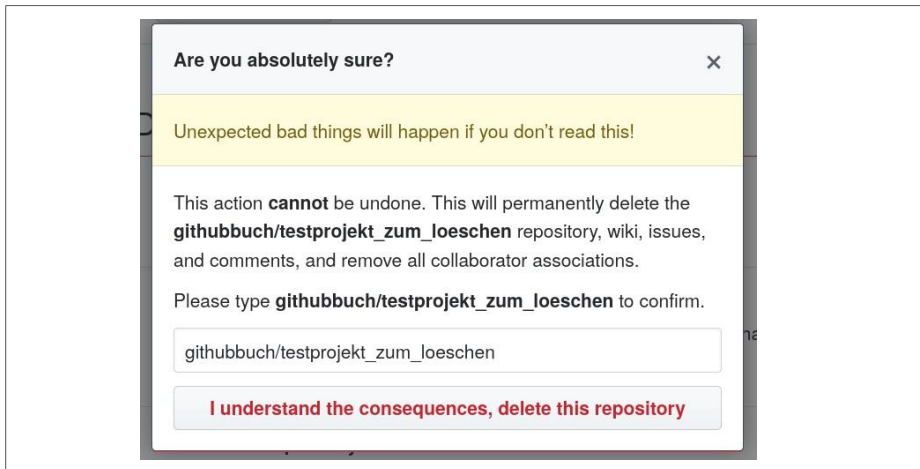 Are you absolutely sure?
Unexpected bad things will happen if you don't read this!
This action cannot be undone. This will permanently delete the
githubbuch/testprojekt_zum_loeschen repository, wiki, issues,
and comments, and remove all collaborator associations.
Please type githubbuch/testprojekt_zum_loeschen to confirm.
githubbuch/testprojekt_zum_loeschen
I understand the consequences, delete this repository